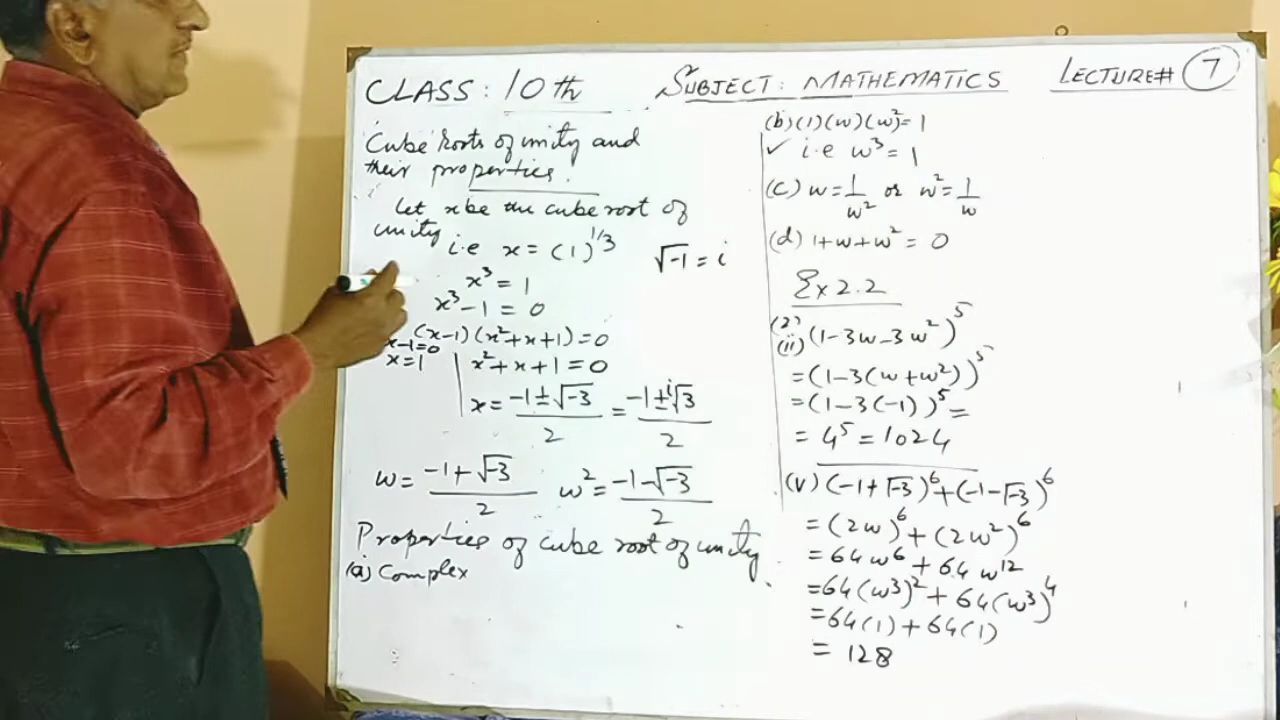 CLASS: 10th SUBJECT: MATHEMATICS LECTURE# 7
Cube roots of unity and
their properties.
Let x be the cube root of
unity i.e x = (1)^1/3 √-1 = i
x³ = 1
x³ - 1 = 0
(x-1)(x²+x+1)=0
x-1=0
x=1 | x²+x+1=0
x = (-1±√-3)/2 = (-1±i√3)/2
w = (-1+√-3)/2 w² = (-1-√-3)/2
Properties of cube root of unity
(a) Complex
(b) (1)(w)(w²)=1
✓ i.e w³ = 1
(c) w = 1/w² or w² = 1/w
(d) 1+w+w² = 0
Ex 2.2
(2)
(ii) (1-3w-3w²)⁵
=(1-3(w+w²))⁵
=(1-3(-1))⁵ =
= 4⁵ = 1024
(v) (-1+√-3)⁶+(-1-√-3)⁶
= (2w)⁶+(2w²)⁶
= 64w⁶ + 64w¹²
=64(w³)² + 64(w³)⁴
=64(1)+64(1)
= 128